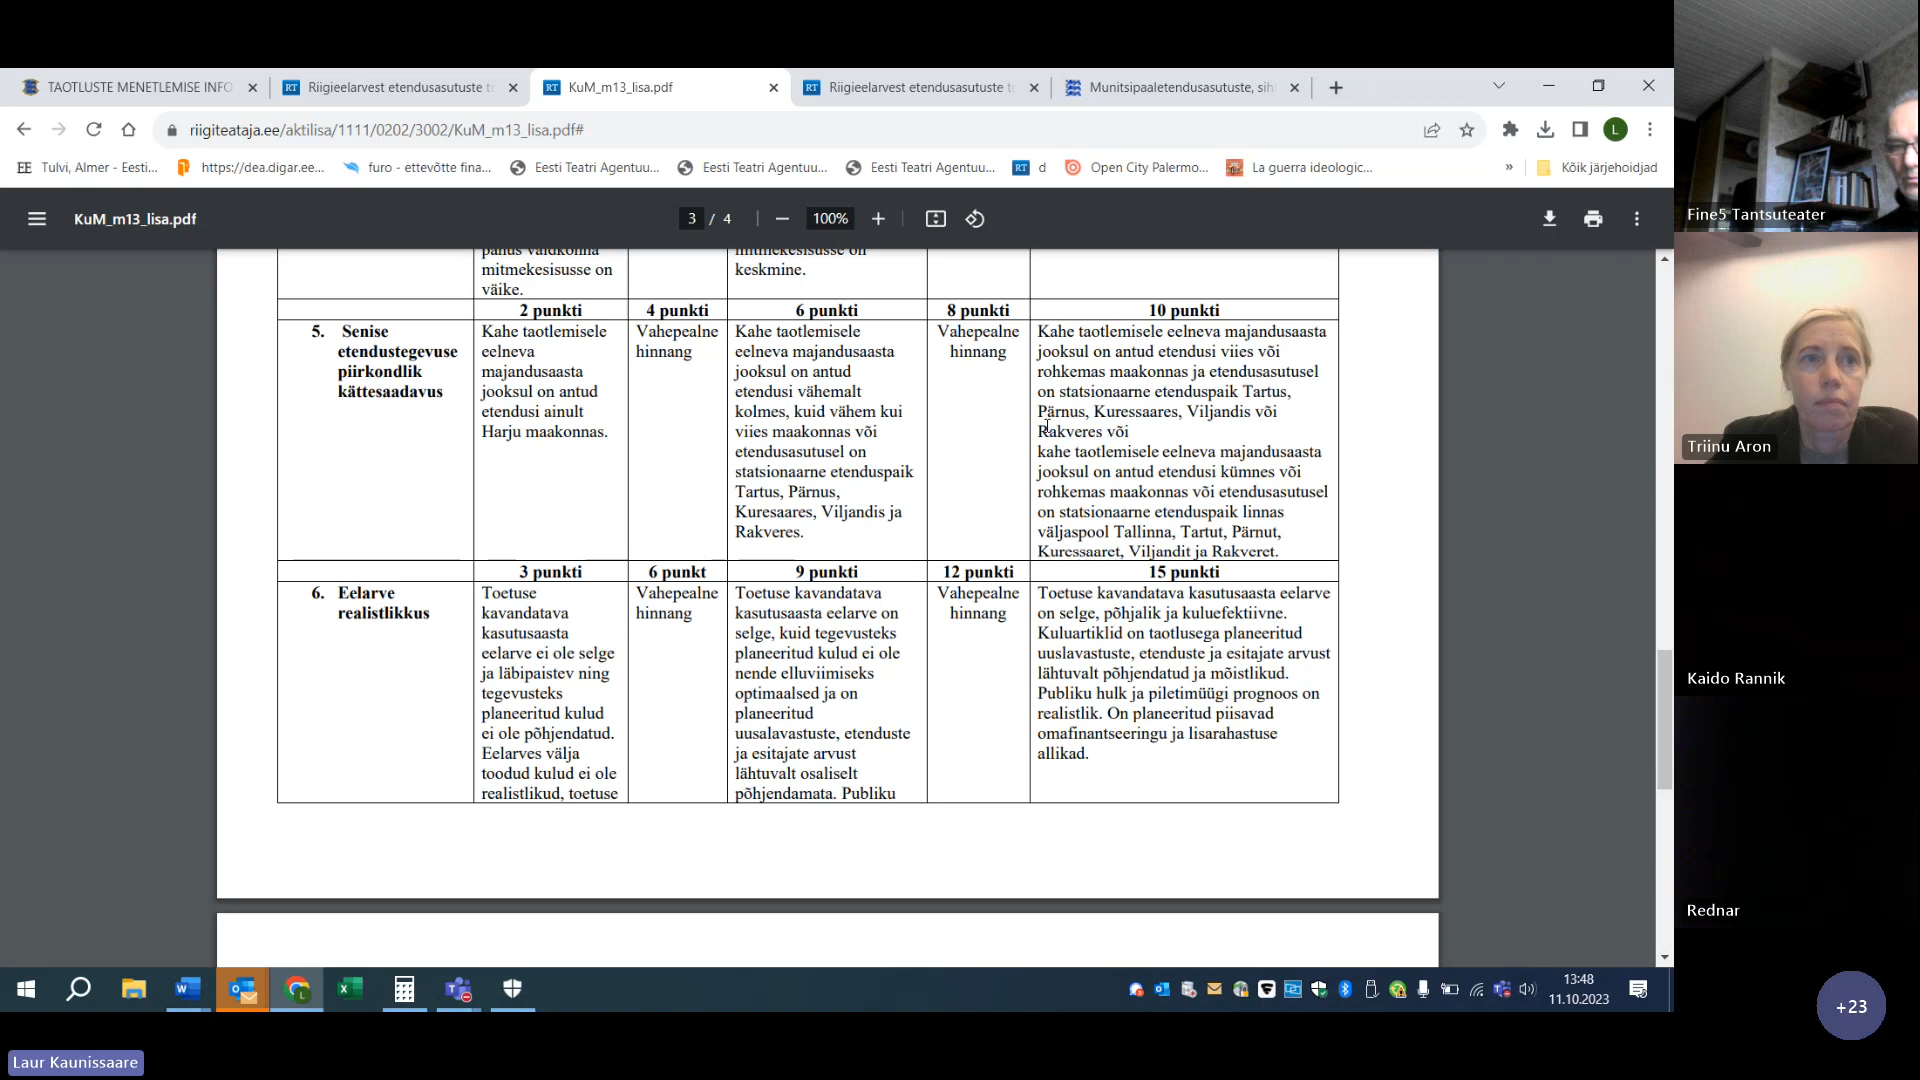 TAOTLUSTE MENETLEMISE INFO
Riigieelarvest etendusasutuste to
KuM_m13_lisa.pdf
Riigieelarvest etendusasutuste to
Munitsipaaletendusasutuste, siht
riigiteataja.ee/aktilisa/1111/0202/3002/KuM_m13_lisa.pdf#
L
Tulvi, Almer - Eesti...
https://dea.digar.ee...
furo - ettevõtte fina...
Eesti Teatri Agentuu...
Eesti Teatri Agentuu...
Eesti Teatri Agentuu...
d
Open City Palermo...
La guerra ideologic...
»
Kõik järjehoidjad
KuM_m13_lisa.pdf
3 / 4
100%
mitmekesisusse on
väike.
mitmekesisusse on
keskmine.
2 punkti
4 punkti
6 punkti
8 punkti
10 punkti
5. Senise
etendustegevuse
piirkondlik
kättesaadavus
Kahe taotlemisele
eelneva
majandusaasta
jooksul on antud
etendusi ainult
Harju maakonnas.
Vahepealne
hinnang
Kahe taotlemisele
eelneva majandusaasta
jooksul on antud
etendusi vähemalt
kolmes, kuid vähem kui
viies maakonnas või
etendusasutusel on
statsionaarne etenduspaik
Tartus, Pärnus,
Kuresaares, Viljandis ja
Rakveres.
Vahepealne
hinnang
Kahe taotlemisele eelneva majandusaasta
jooksul on antud etendusi viies või
rohkemas maakonnas ja etendusasutusel
on statsionaarne etenduspaik Tartus,
Pärnus, Kuressaares, Viljandis või
Rakveres või
kahe taotlemisele eelneva majandusaasta
jooksul on antud etendusi kümnes või
rohkemas maakonnas või etendusasutusel
on statsionaarne etenduspaik linnas
väljaspool Tallinna, Tartut, Pärnut,
Kuressaaret, Viljandit ja Rakveret.
3 punkti
6 punkt
9 punkti
12 punkti
15 punkti
6. Eelarve
realistlikkus
Toetuse
kavandatava
kasutusaasta
eelarve ei ole selge
ja läbipaistev ning
tegevusteks
planeeritud kulud
ei ole põhjendatud.
Eelarves välja
toodud kulud ei ole
realistlikud, toetuse
Vahepealne
hinnang
Toetuse kavandatava
kasutusaasta eelarve on
selge, kuid tegevusteks
planeeritud kulud ei ole
nende elluviimiseks
optimaalsed ja on
planeeritud
uusalavastuste, etenduste
ja esitajate arvust
lähtuvalt osaliselt
põhjendamata. Publiku
Vahepealne
hinnang
Toetuse kavandatava kasutusaasta eelarve
on selge, põhjalik ja kuluefektiivne.
Kuluartiklid on taotlusega planeeritud
uuslavastuste, etenduste ja esitajate arvust
lähtuvalt põhjendatud ja mõistlikud.
Publiku hulk ja piletimüügi prognoos on
realistlik. On planeeritud piisavad
omafinantseeringu ja lisarahastuse
allikad.
13:48
11.10.2023
Fine5 Tantsuteater
Triinu Aron
Kaido Rannik
Rednar
+23
Laur Kaunissaare